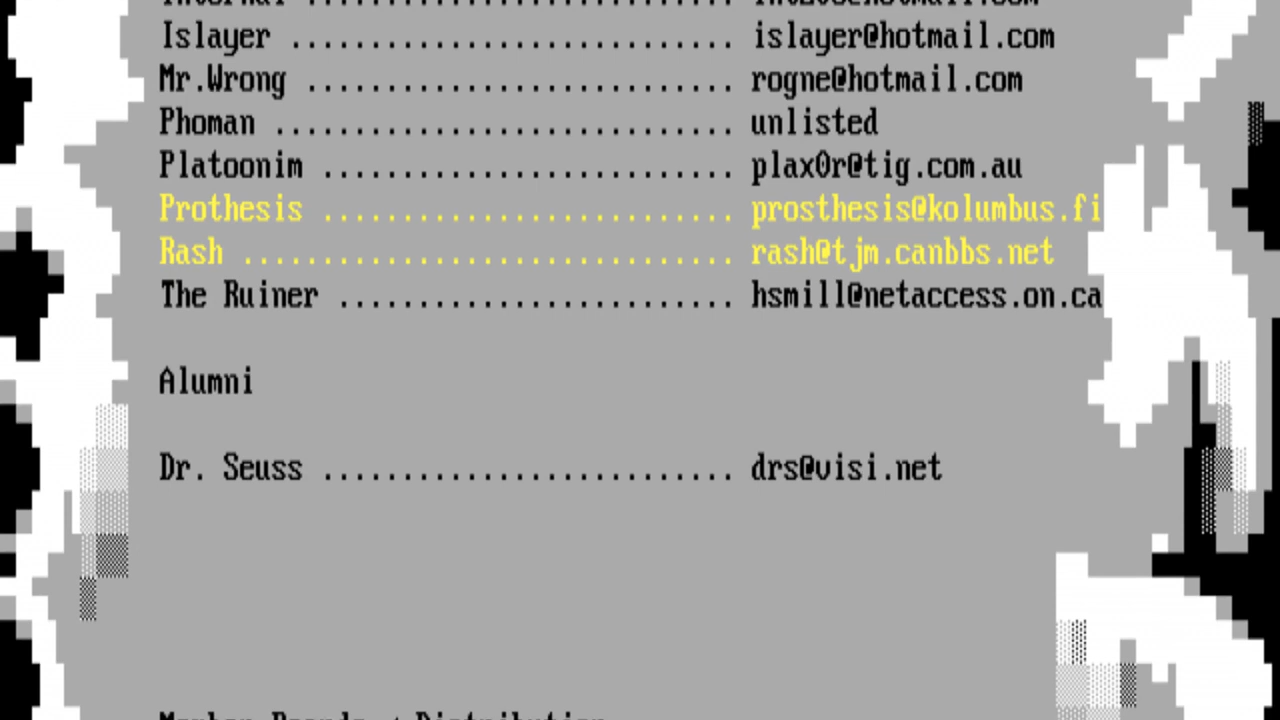 Islayer ............................ islayer@hotmail.com
Mr.Wrong ........................... rogne@hotmail.com
Phoman ............................. unlisted
Platoonim .......................... plax0r@tig.com.au
Prothesis .......................... prosthesis@kolumbus.fi
Rash ............................... rash@tjm.canbbs.net
The Ruiner ......................... hsmill@netaccess.on.ca
Alumni
Dr. Seuss .......................... drs@visi.net